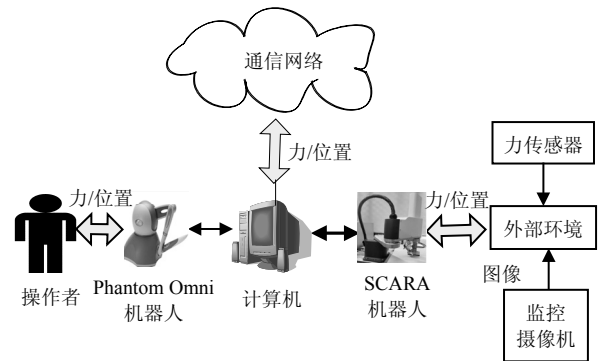 通信网络
力/位置
力传感器
力/位置
力/位置
外部环境
操作者
Phantom Omni
机器人
计算机
SCARA
机器人
图像
监控
摄像机